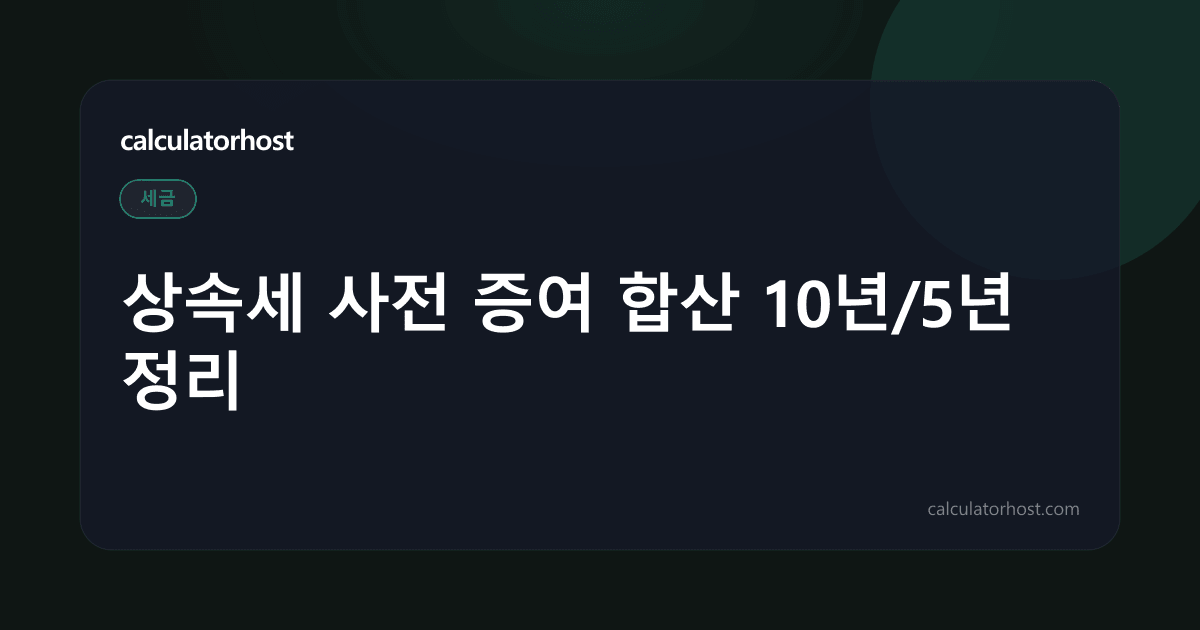 calculatorhost
세금
상속세 사전 증여 합산 10년/5년
정리
calculatorhost.com